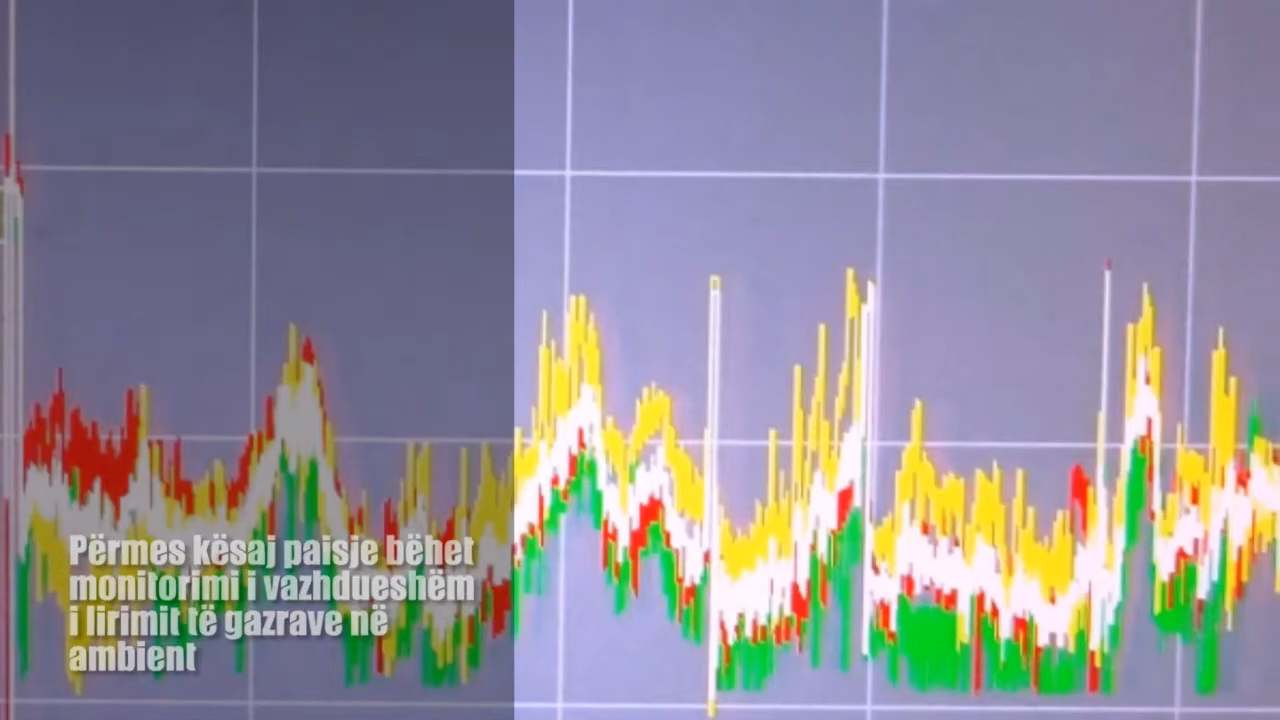 Përmes kësaj paisje bëhet
monitorimi i vazhdueshëm
i lirimit të gazrave në
ambient